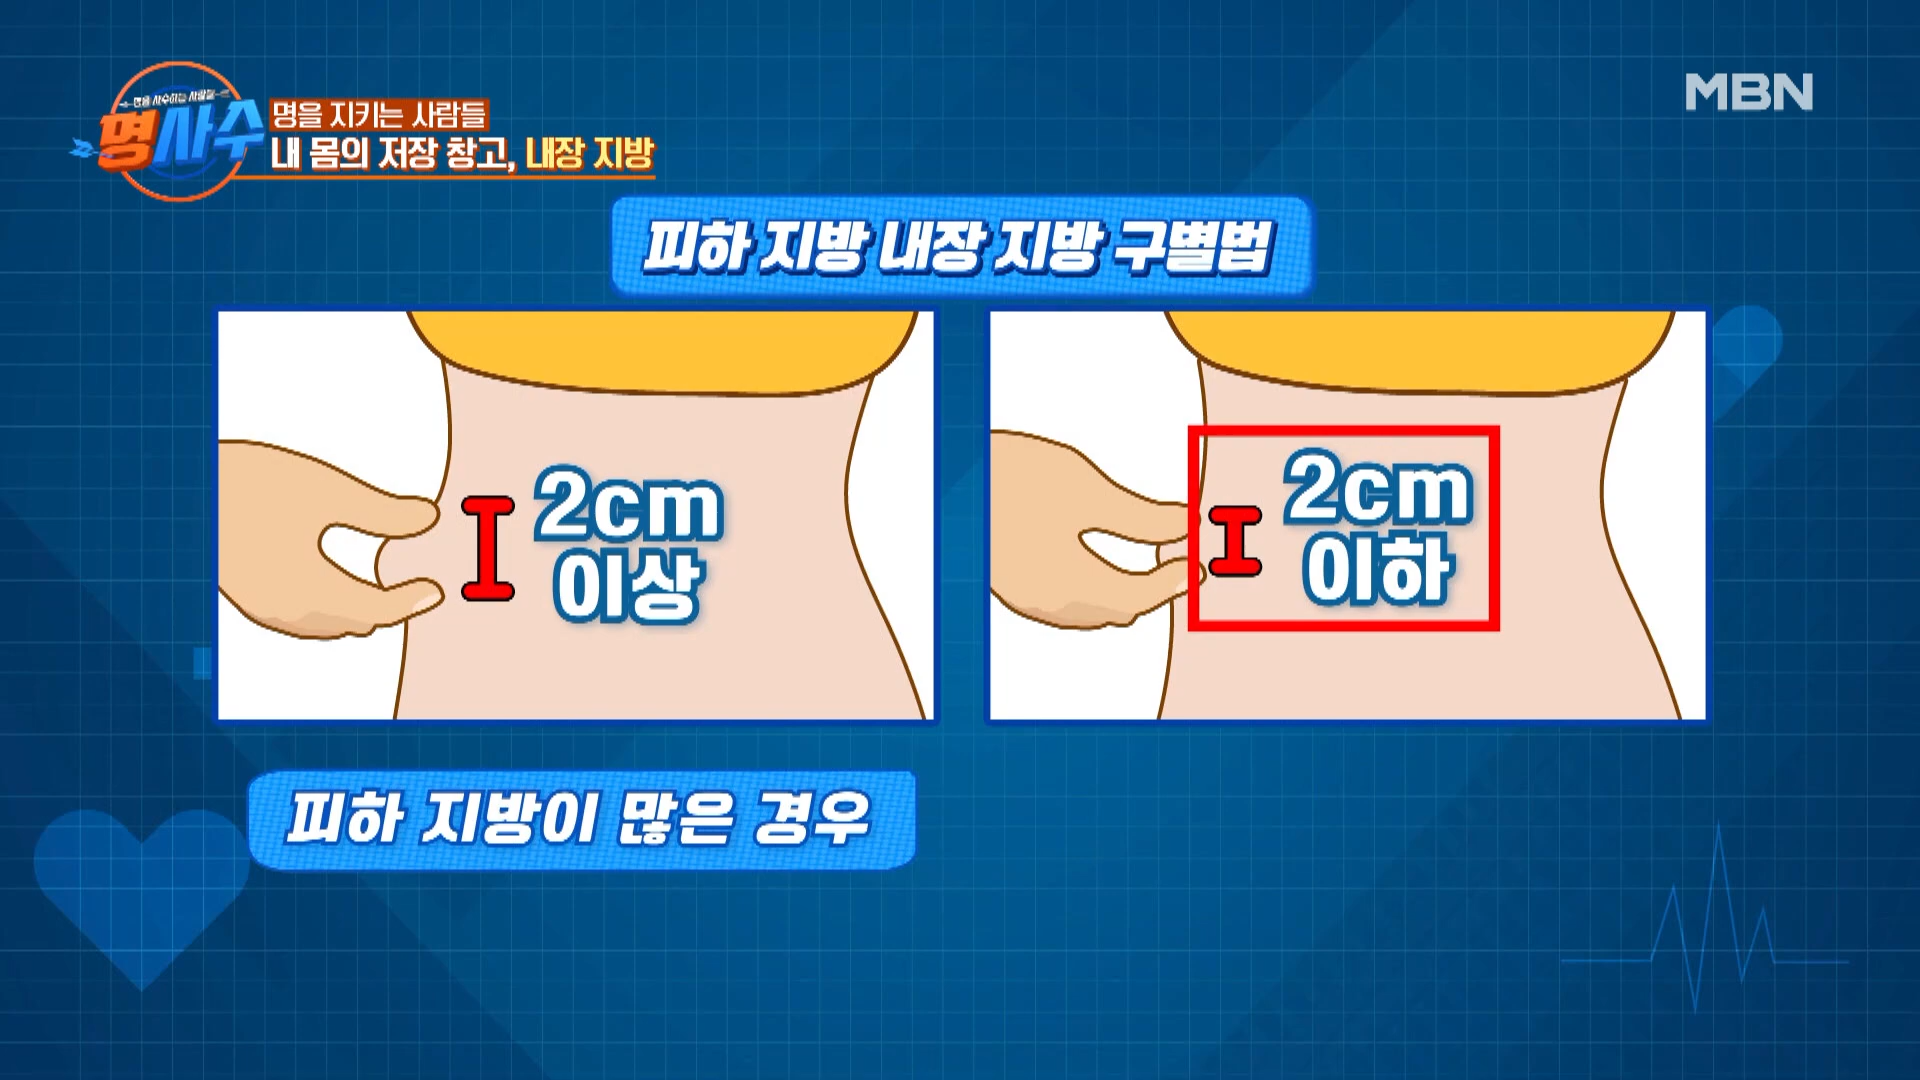 명을 사수하는 사람들
명사수
명을 지키는 사람들
내 몸의 저장 창고, 내장 지방
MBN
피하 지방 내장 지방 구별법
2cm
이상
2cm
이하
피하 지방이 많은 경우